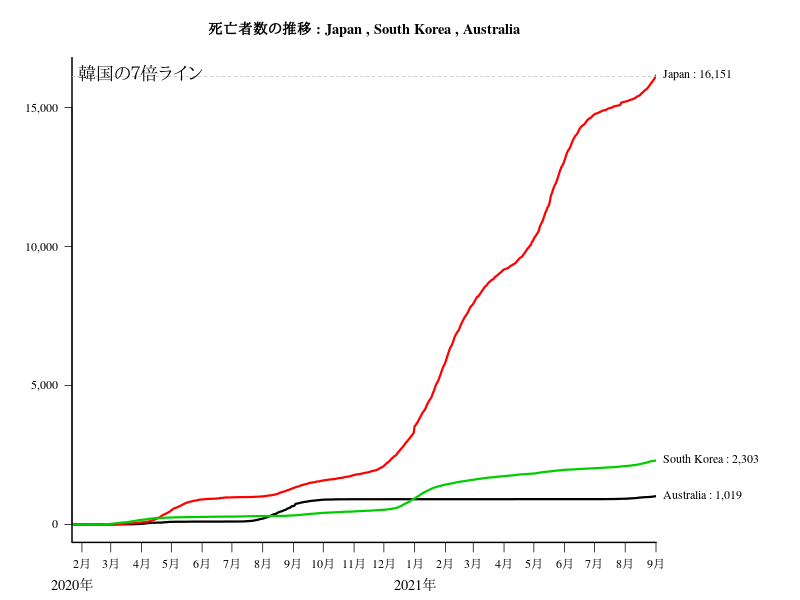 死亡者数の推移 : Japan , South Korea , Australia
韓国の7倍ライン
Japan : 16,151
15,000
10,000
5,000
South Korea : 2,303
Australia : 1,019
0
2月 3月 4月 5月 6月 7月 8月 9月 10月 11月 12月 1月 2月 3月 4月 5月 6月 7月 8月 9月
2020年 2021年